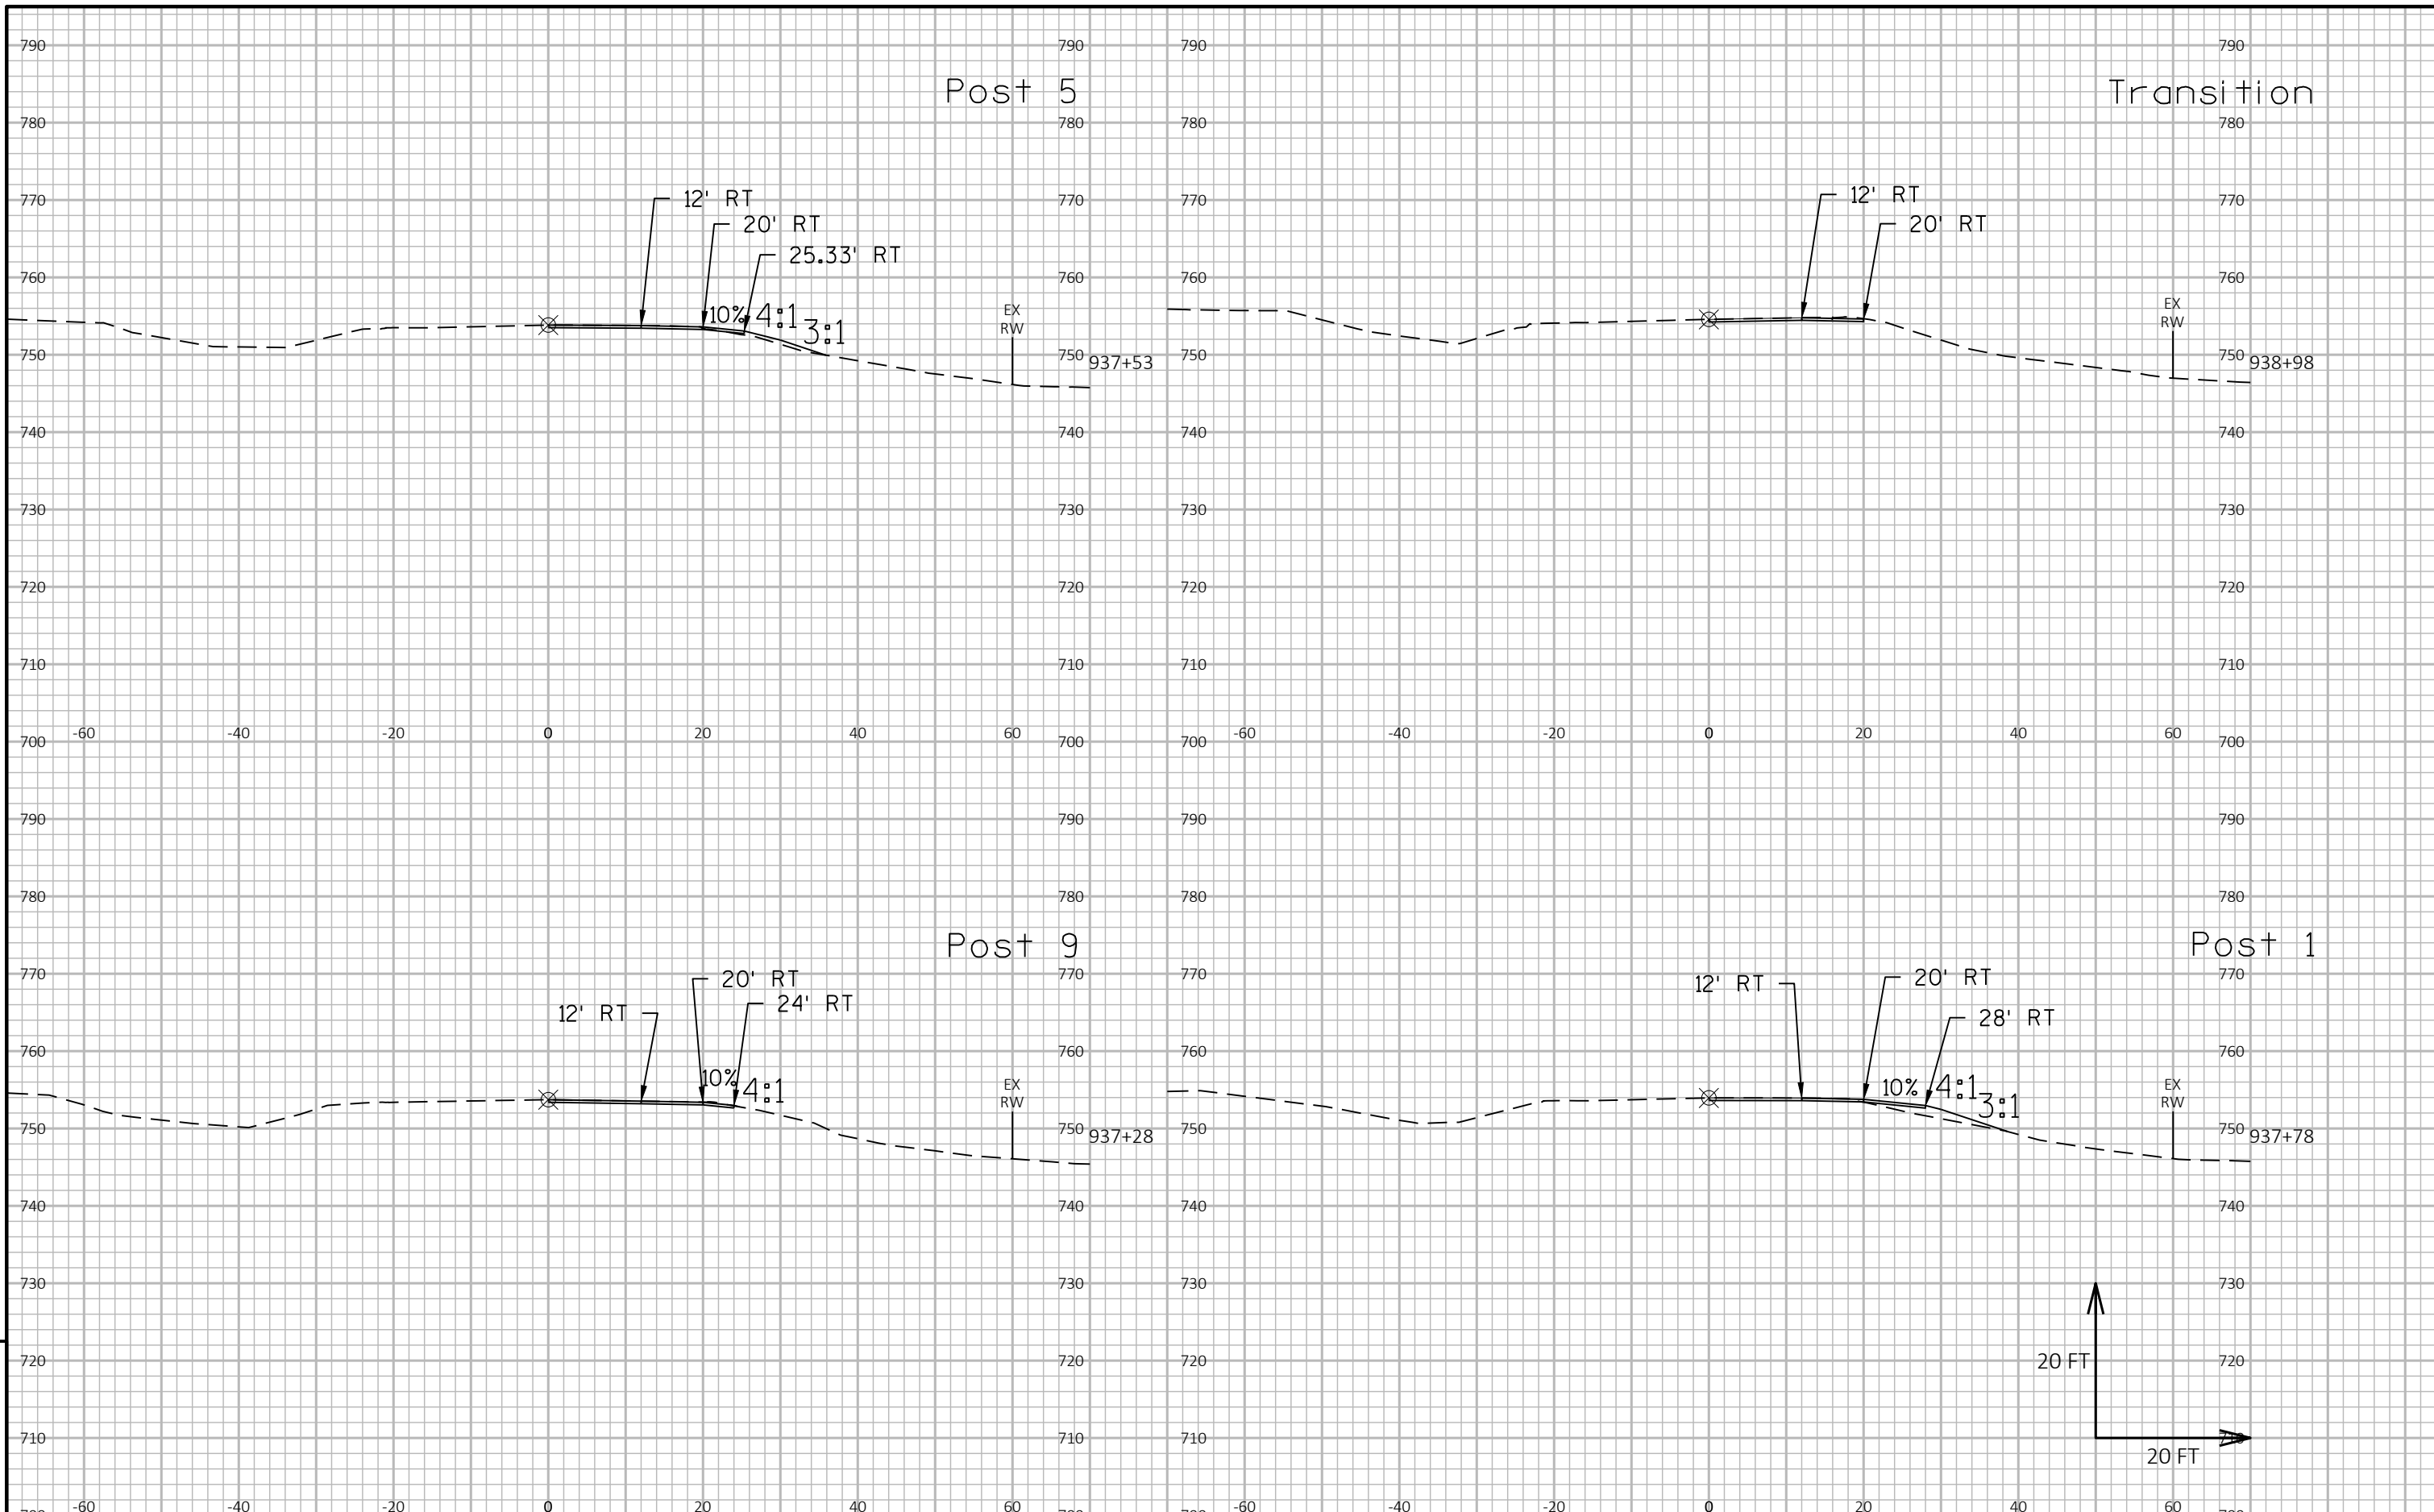 790 790 790 790
Post 5 Transition
780 780 780 780
770 12' RT 770 770 12' RT 770
20' RT 20' RT
25.33' RT
760 760 760 760
EX EX
10% 4:1 RW RW
3:1
750 750 937+53 750 750 938+98
740 740 740 740
730 730 730 730
720 720 720 720
710 710 710 710
-60 -40 -20 0 20 40 60 -60 -40 -20 0 20 40 60
700 700 700 700
790 790 790 790
780 780 780 780
Post 9 Post 1
770 20' RT 770 770 12' RT 20' RT 770
24' RT
12' RT 28' RT
760 760 760 760
10% 4:1 EX 10% 4:1 EX
RW 3:1 RW
750 750 937+28 750 750 937+78
740 740 740 740
730 730 730 730
720 720 720 20 FT 720
710 710 710 710
20 FT
-60 -40 -20 0 20 40 60 -60 -40 -20 0 20 40 60